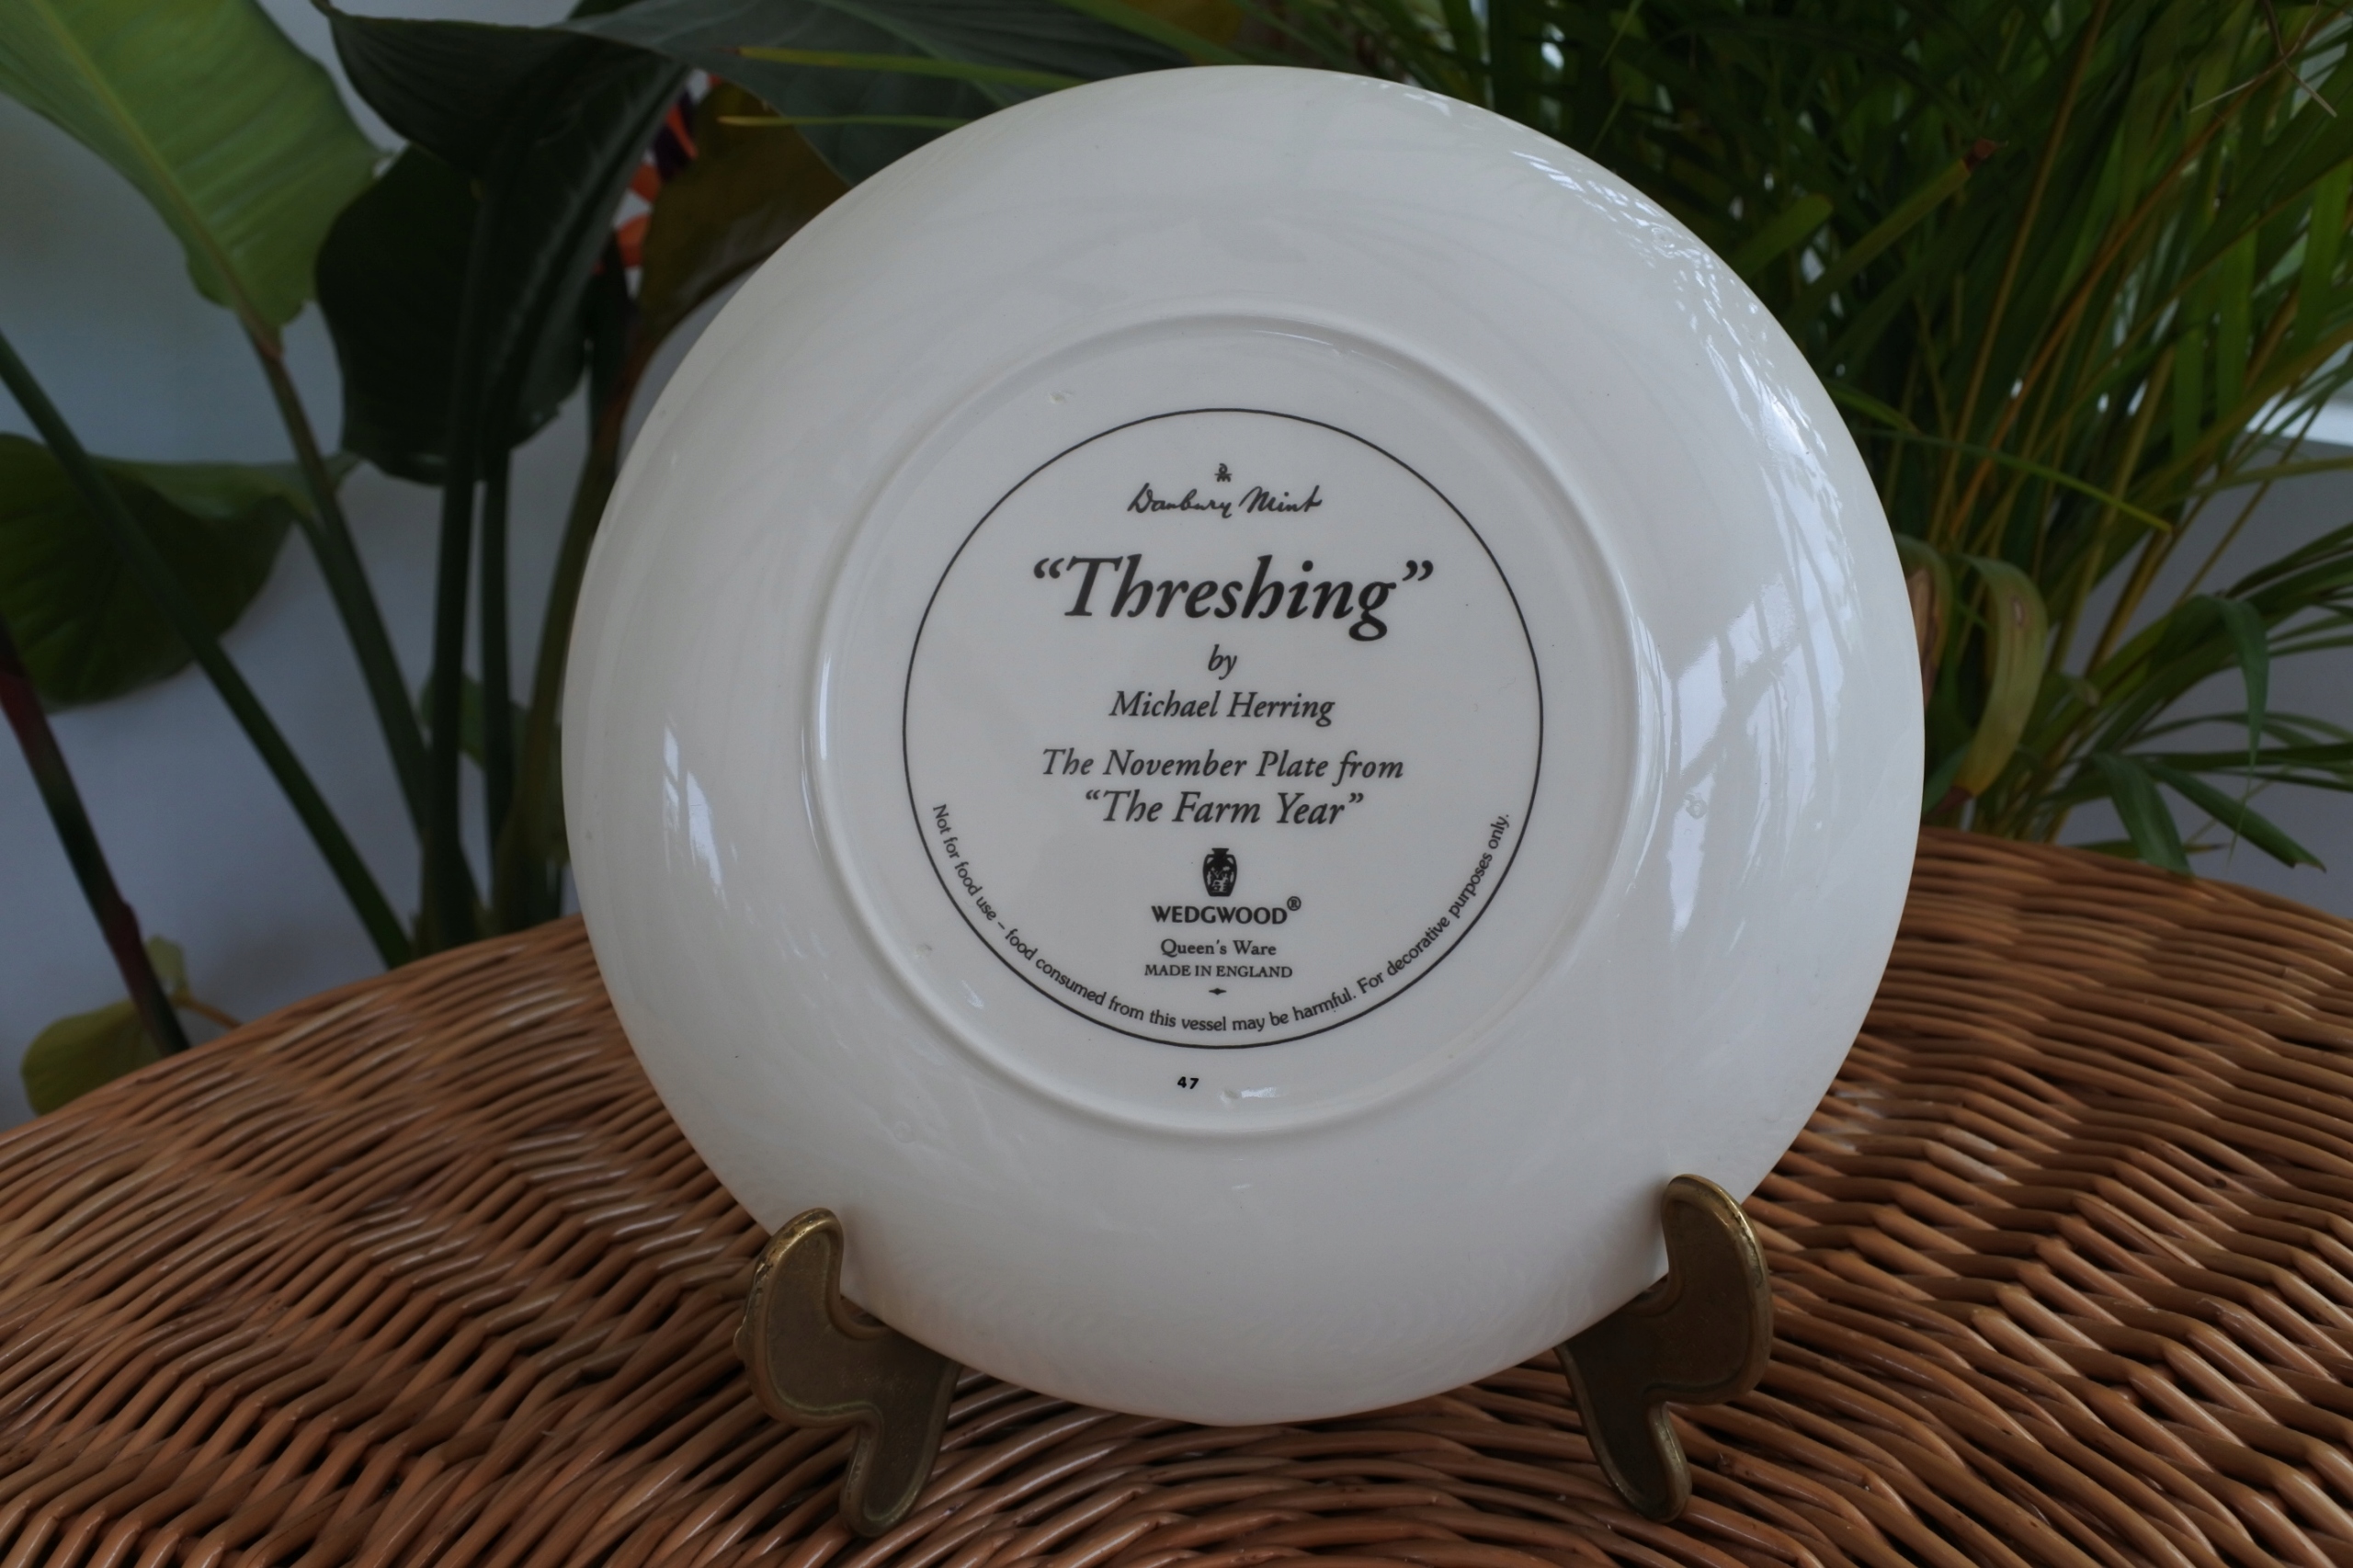 DM
Danbury Mint
“Threshing”
by
Michael Herring
The November Plate from
“The Farm Year”
WEDGWOOD®
Queen's Ware
MADE IN ENGLAND
Not for food use – food consumed from this vessel may be harmful. For decorative purposes only.
47